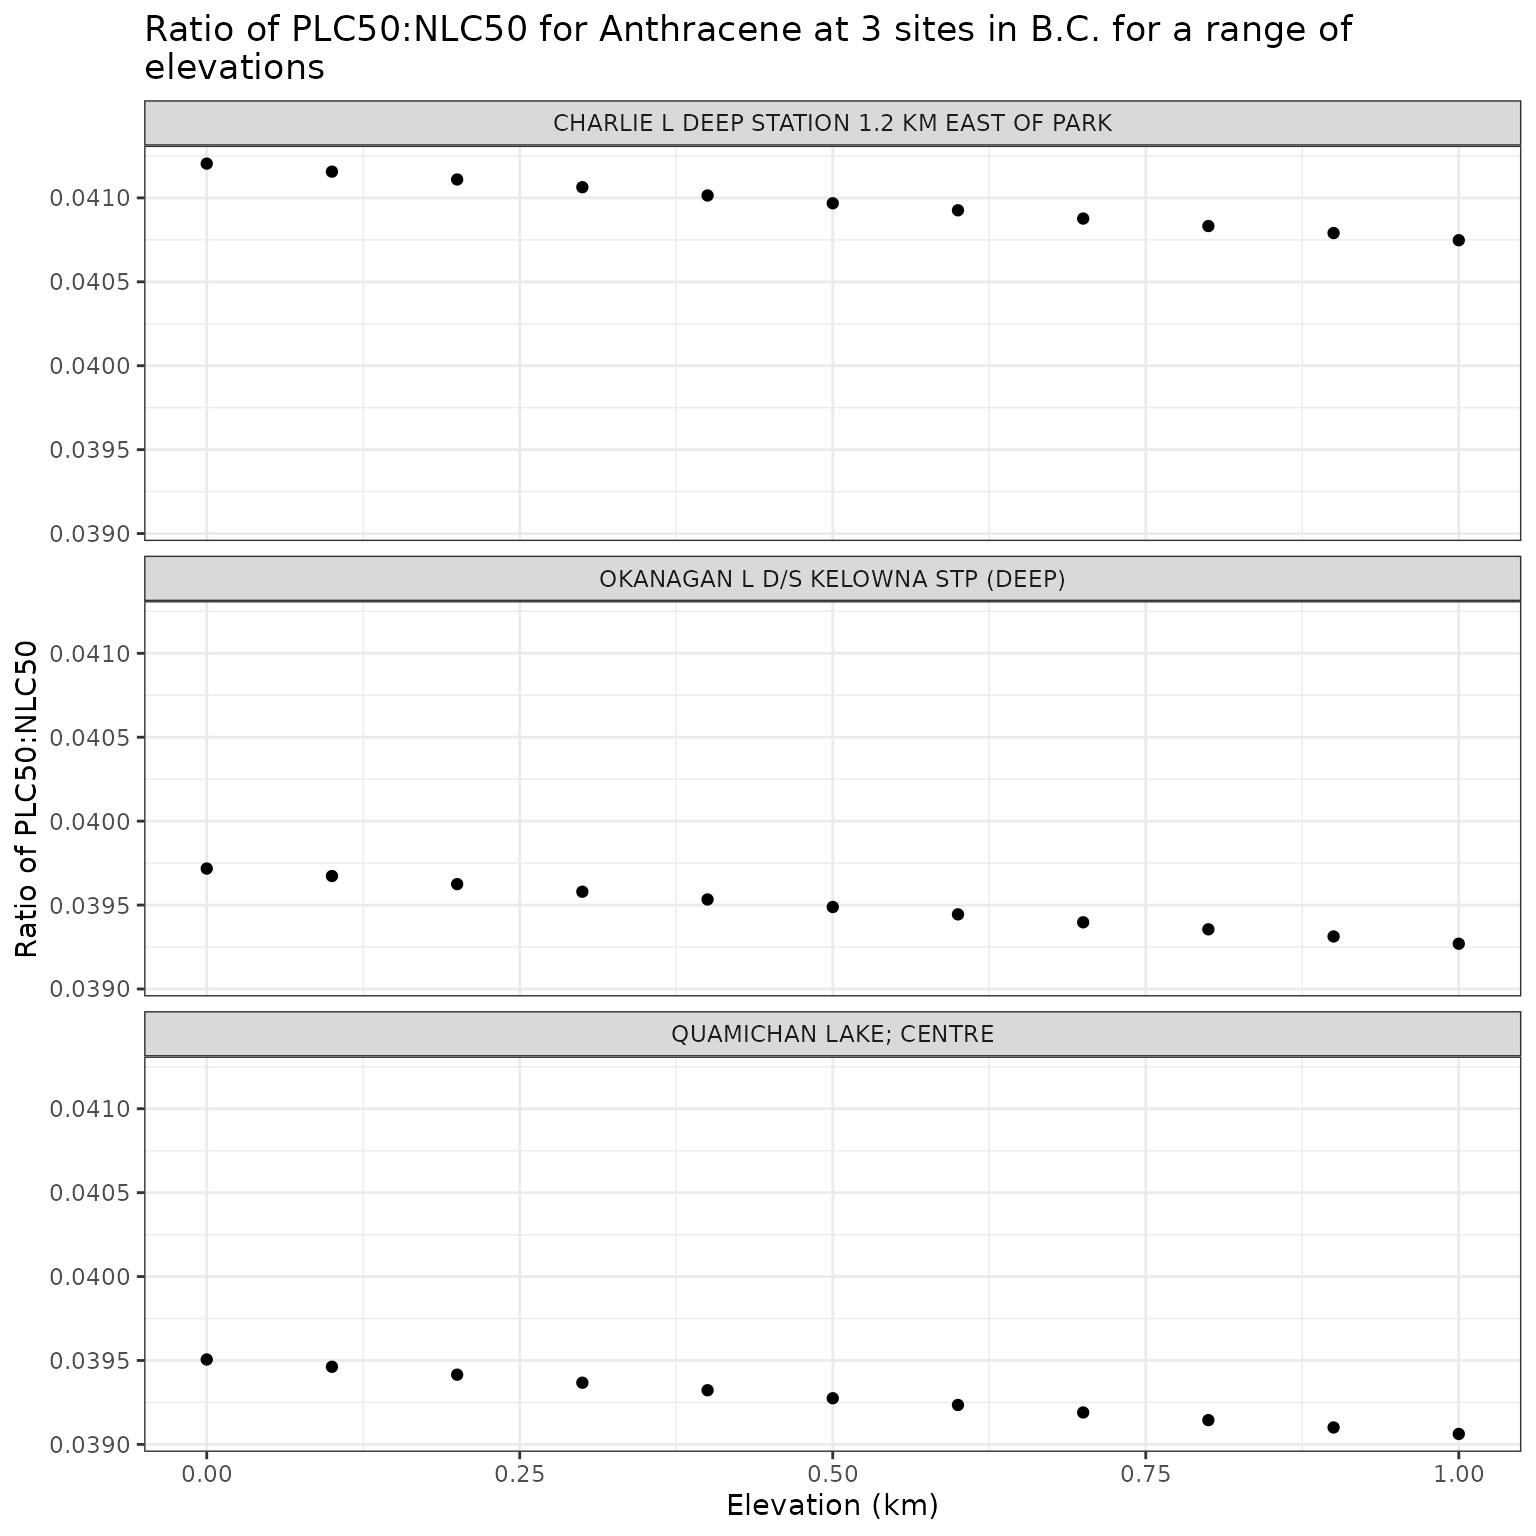 Ratio of PLC50:NLC50 for Anthracene at 3 sites in B.C. for a range of
elevations
CHARLIE L DEEP STATION 1.2 KM EAST OF PARK
0.0410
0.0405
0.0400
0.0395
0.0390
OKANAGAN L D/S KELOWNA STP (DEEP)
0.0410
0.0405
0.0400
0.0395
0.0390
Ratio of PLC50:NLC50
QUAMICHAN LAKE; CENTRE
0.0410
0.0405
0.0400
0.0395
0.0390
0.00 0.25 0.50 0.75 1.00
Elevation (km)